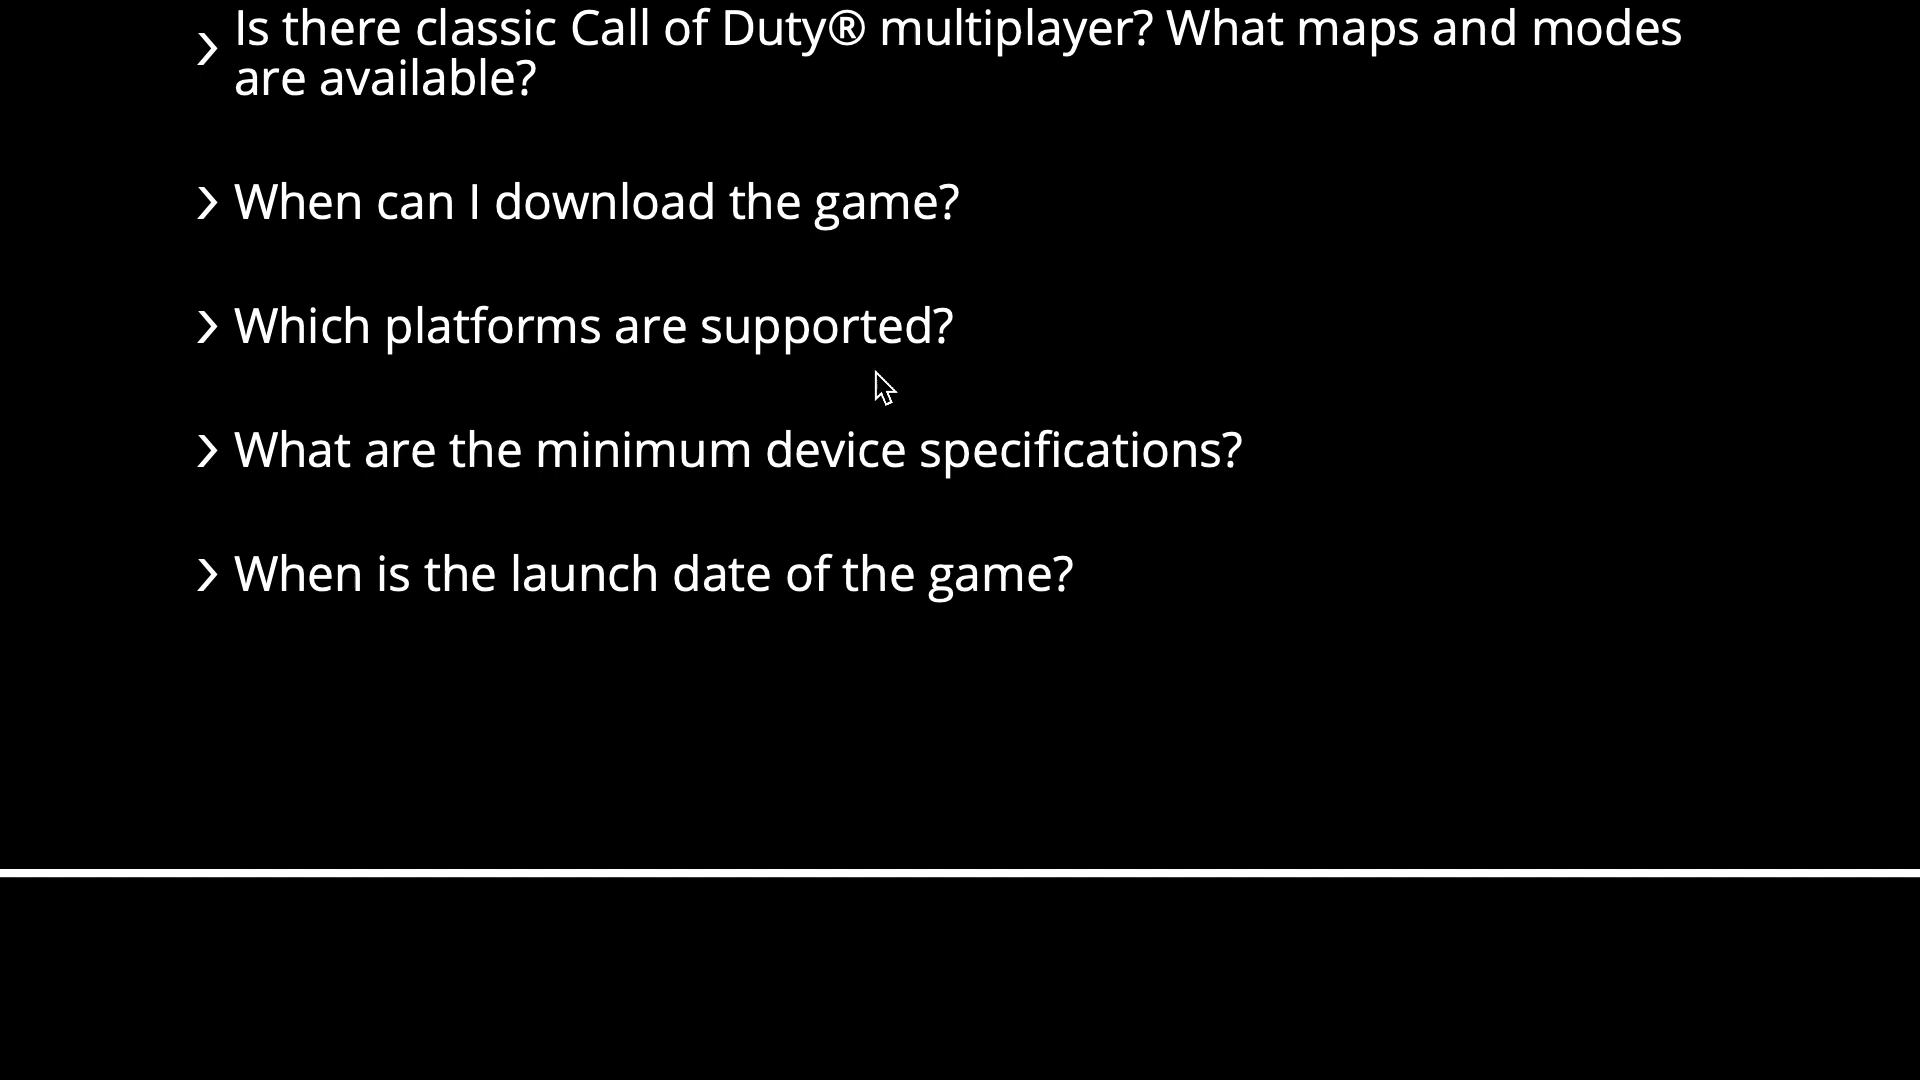 Is there classic Call of Duty® multiplayer? What maps and modes
are available?
When can I download the game?
Which platforms are supported?
What are the minimum device specifications?
When is the launch date of the game?